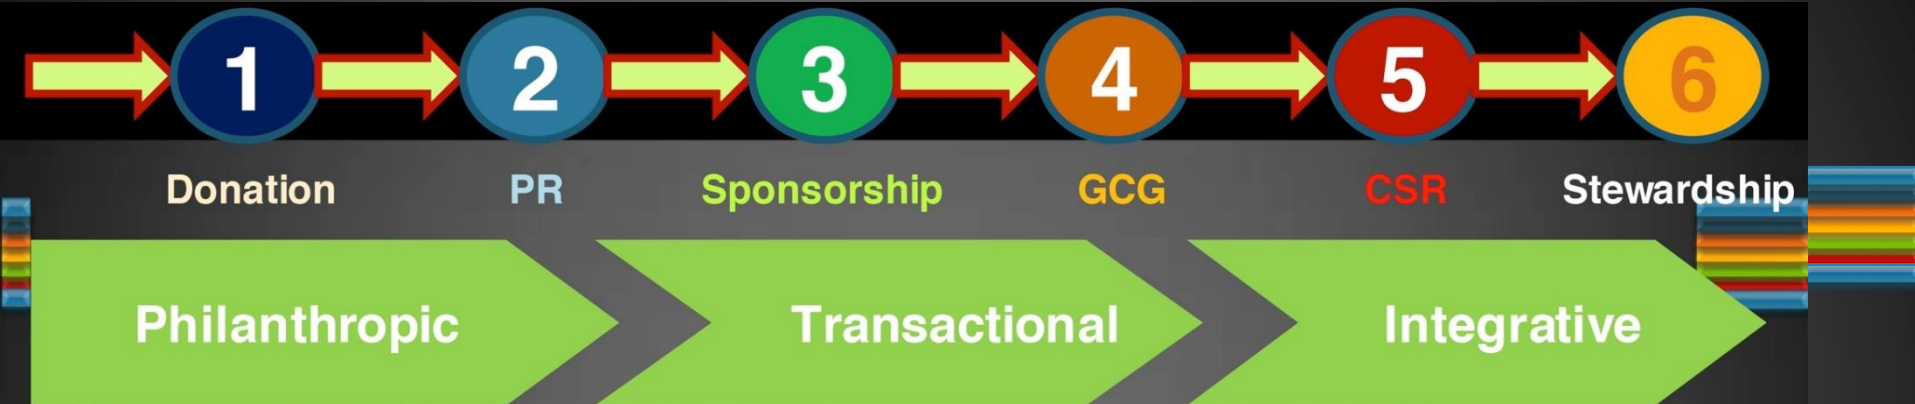 1 2 3 4 5 6
Donation PR Sponsorship GCG CSR Stewardship
Philanthropic Transactional Integrative